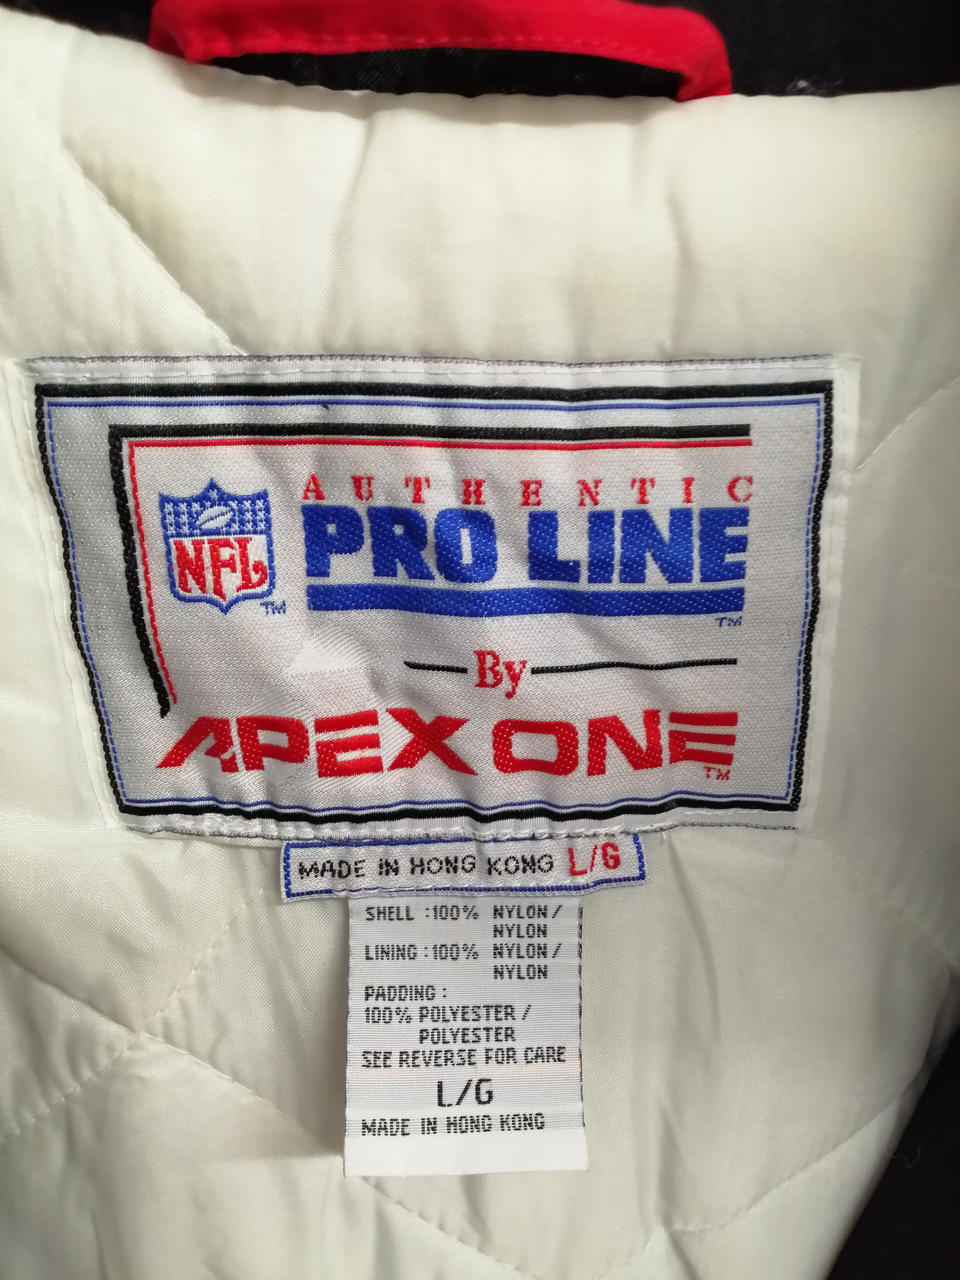 AUTHENTIC
PRO LINE
NFL
TM
TM
By
APEX ONE
TM
MADE IN HONG KONG L/G
SHELL :100% NYLON/
NYLON
LINING :100% NYLON/
NYLON
PADDING :
100% POLYESTER /
POLYESTER
SEE REVERSE FOR CARE
L/G
MADE IN HONG KONG